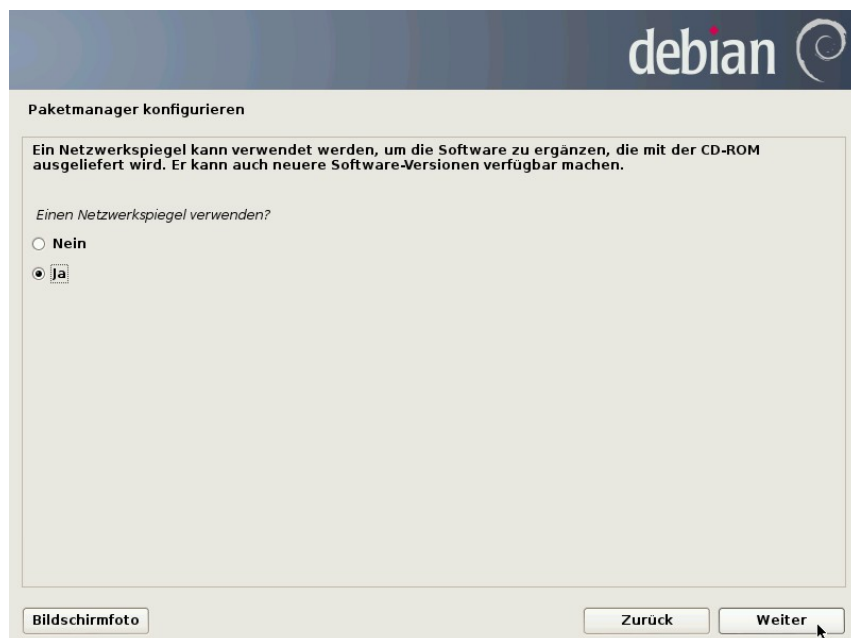 debian
Paketmanager konfigurieren
Ein Netzwerkspiegel kann verwendet werden, um die Software zu ergänzen, die mit der CD-ROM
ausgeliefert wird. Er kann auch neuere Software-Versionen verfügbar machen.
Einen Netzwerkspiegel verwenden?
Nein
Ja
Bildschirmfoto
Zurück
Weiter